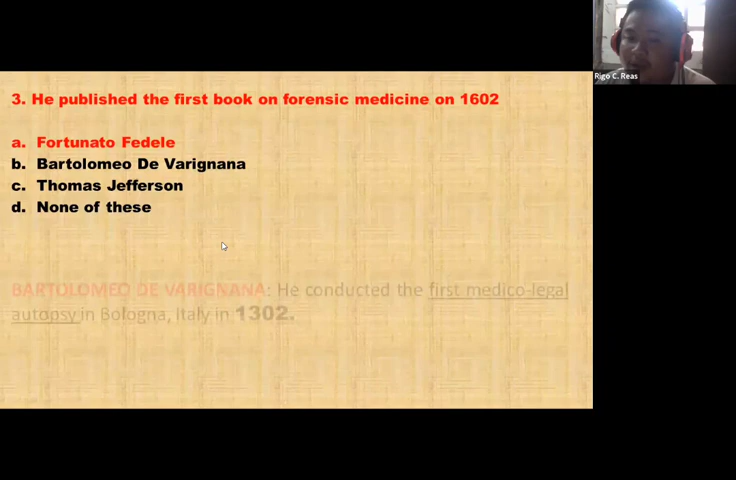 Rigo C. Reas
3. He published the first book on forensic medicine on 1602
a. Fortunato Fedele
b. Bartolomeo De Varignana
c. Thomas Jefferson
d. None of these
BARTOLOMEO DE VARIGNANA: He conducted the first medico-legal
autopsy in Bologna, Italy in 1302.